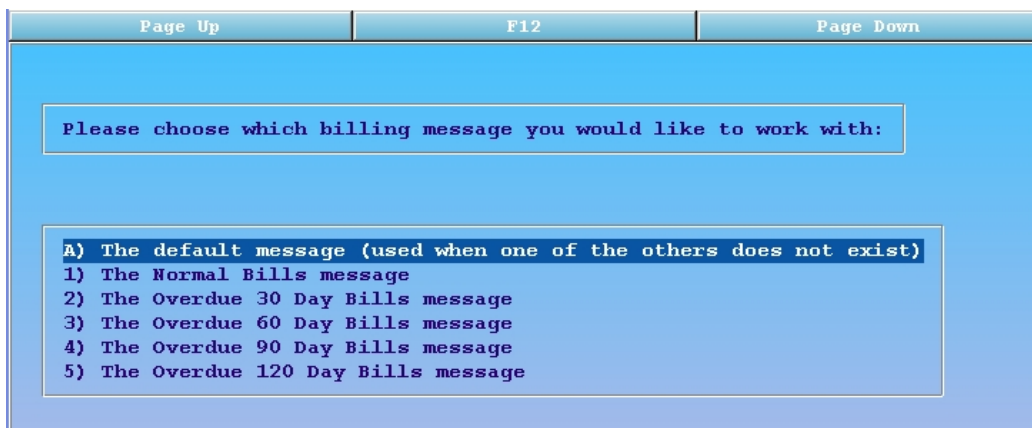 Page Up F12 Page Down
Please choose which billing message you would like to work with:
A) The default message (used when one of the others does not exist)
1) The Normal Bills message
2) The Overdue 30 Day Bills message
3) The Overdue 60 Day Bills message
4) The Overdue 90 Day Bills message
5) The Overdue 120 Day Bills message